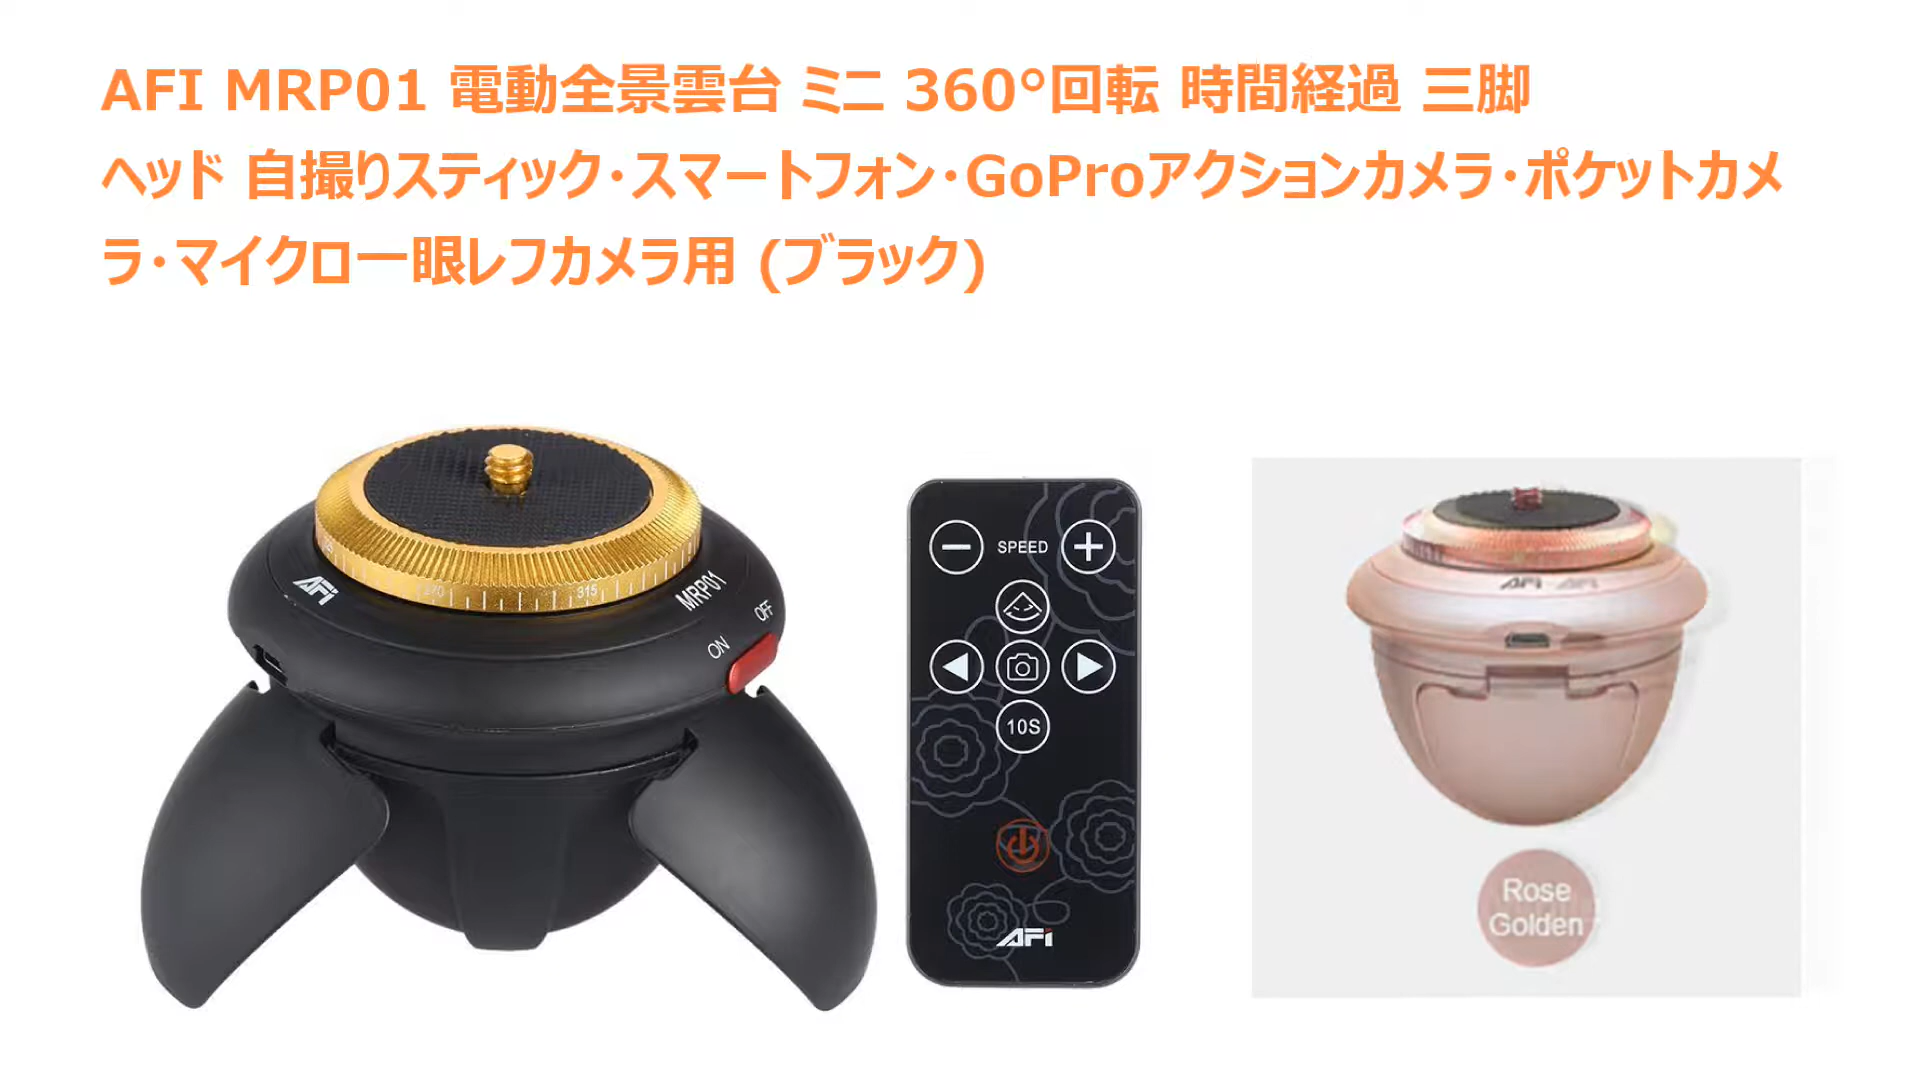 AFI MRP01 電動全景雲台 ミニ 360°回転 時間経過 三脚
ヘッド 自撮りスティック・スマートフォン・GoProアクションカメラ・ポケットカメ
ラ・マイクロ一眼レフカメラ用 (ブラック)
315
AFi
MRP01
ON
OFF
SPEED
10S
AFi
AFi
Rose
Golden